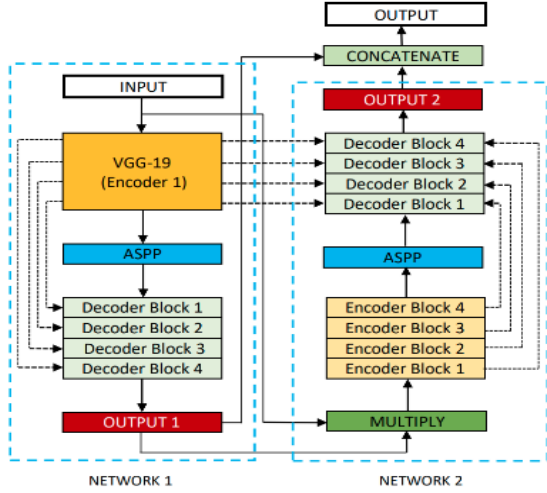 OUTPUT
CONCATENATE
INPUT
VGG-19
(Encoder 1)
ASPP
Decoder Block 1
Decoder Block 2
Decoder Block 3
Decoder Block 4
OUTPUT 1
NETWORK 1
OUTPUT 2
Decoder Block 4
Decoder Block 3
Decoder Block 2
Decoder Block 1
ASPP
Encoder Block 4
Encoder Block 3
Encoder Block 2
Encoder Block 1
MULTIPLY
NETWORK 2